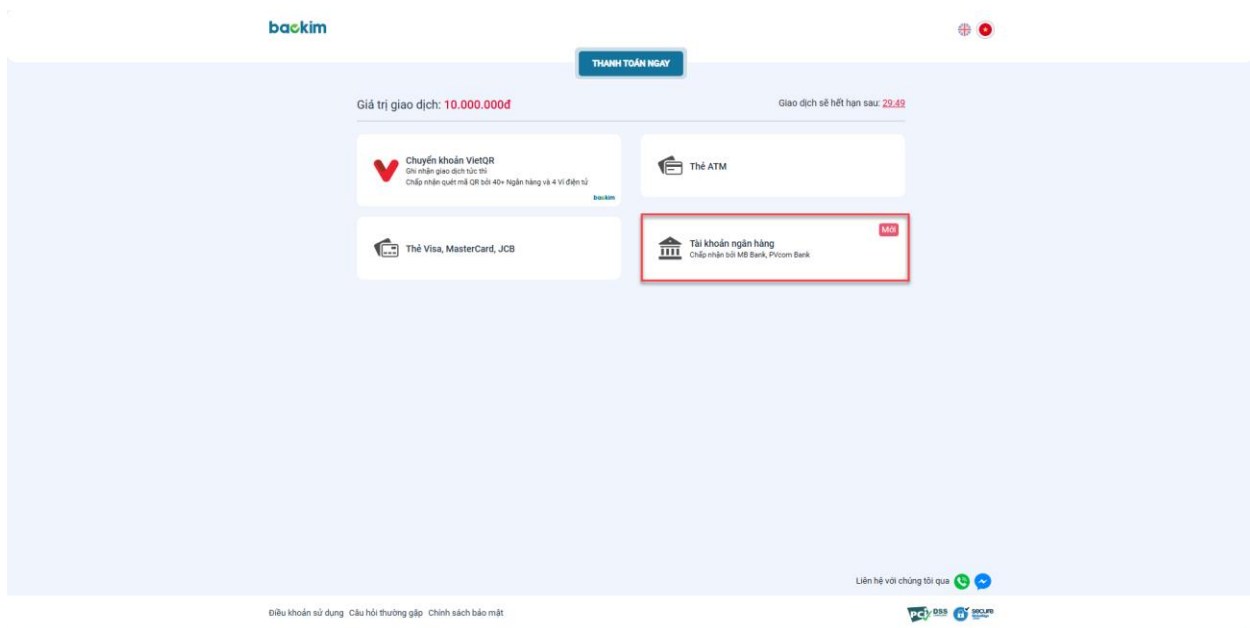 baokim
THANH TOÁN NGAY
Giá trị giao dịch: 10.000.000đ
Giao dịch sẽ hết hạn sau: 29:49
Chuyển khoản VietQR
Ghi nhận giao dịch tức thì
Chấp nhận quét mã QR bởi 40+ Ngân hàng và 4 Ví điện tử
baokim
Thẻ ATM
Thẻ Visa, MasterCard, JCB
Mới
Tài khoản ngân hàng
Chấp nhận bởi MB Bank, PVcom Bank
Liên hệ với chúng tôi qua
Điều khoản sử dụng Câu hỏi thường gặp Chính sách bảo mật
PCI DSS
SECURE